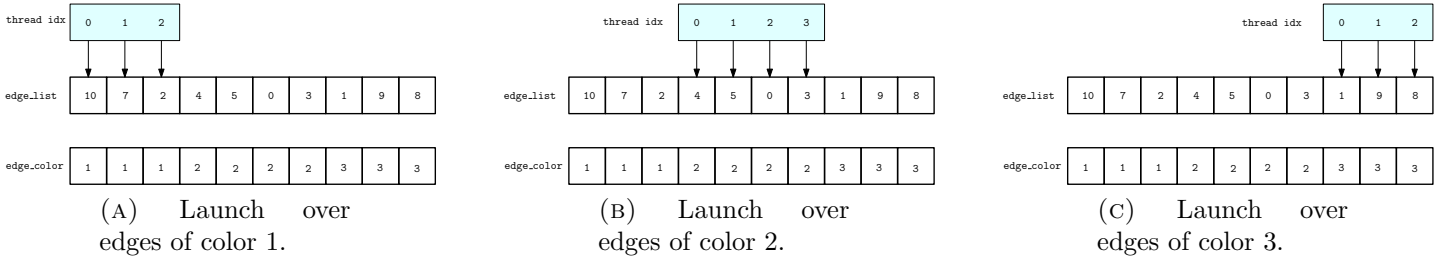 thread idx 0 1 2
edge_list 10 7 2 4 5 0 3 1 9 8
edge_color 1 1 1 2 2 2 2 3 3 3
(A) Launch over
edges of color 1.
thread idx 0 1 2 3
edge_list 10 7 2 4 5 0 3 1 9 8
edge_color 1 1 1 2 2 2 2 3 3 3
(B) Launch over
edges of color 2.
thread idx 0 1 2
edge_list 10 7 2 4 5 0 3 1 9 8
edge_color 1 1 1 2 2 2 2 3 3 3
(C) Launch over
edges of color 3.